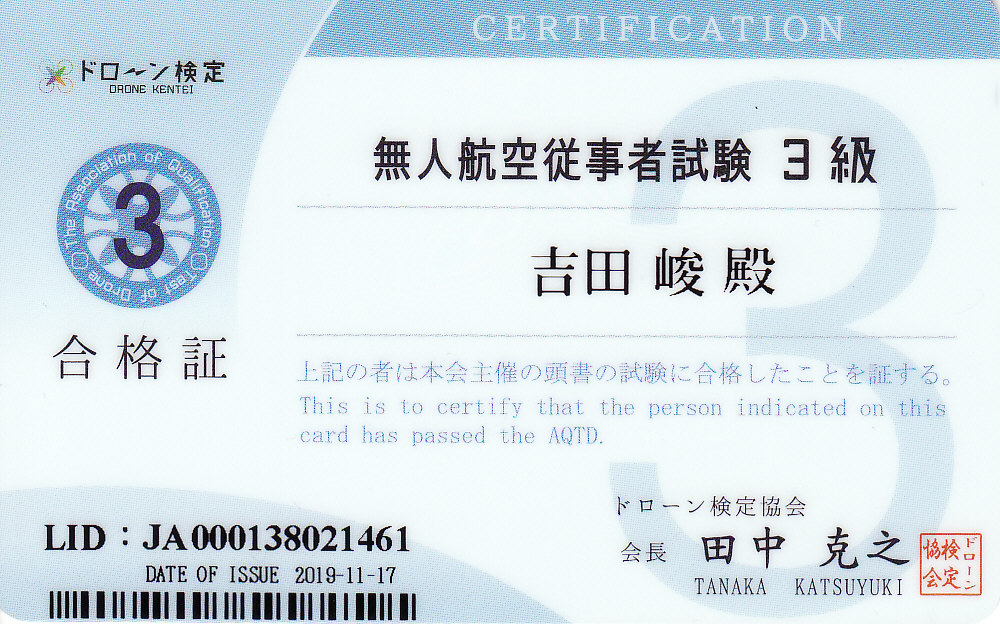 CERTIFICATION
ドローン検定
DRONE KENTEI
無人航空従事者試験 3級
The Association of Qualification
Test of Drone
3
吉田 峻 殿
合格証
上記の者は本会主催の頭書の試験に合格したことを証する。
This is to certify that the person indicated on this
card has passed the AQTD.
3
ドローン検定協会
会長 田中 克之
TANAKA KATSUYUKI
ドローン
検定
協会
LID：JA000138021461
DATE OF ISSUE 2019-11-17